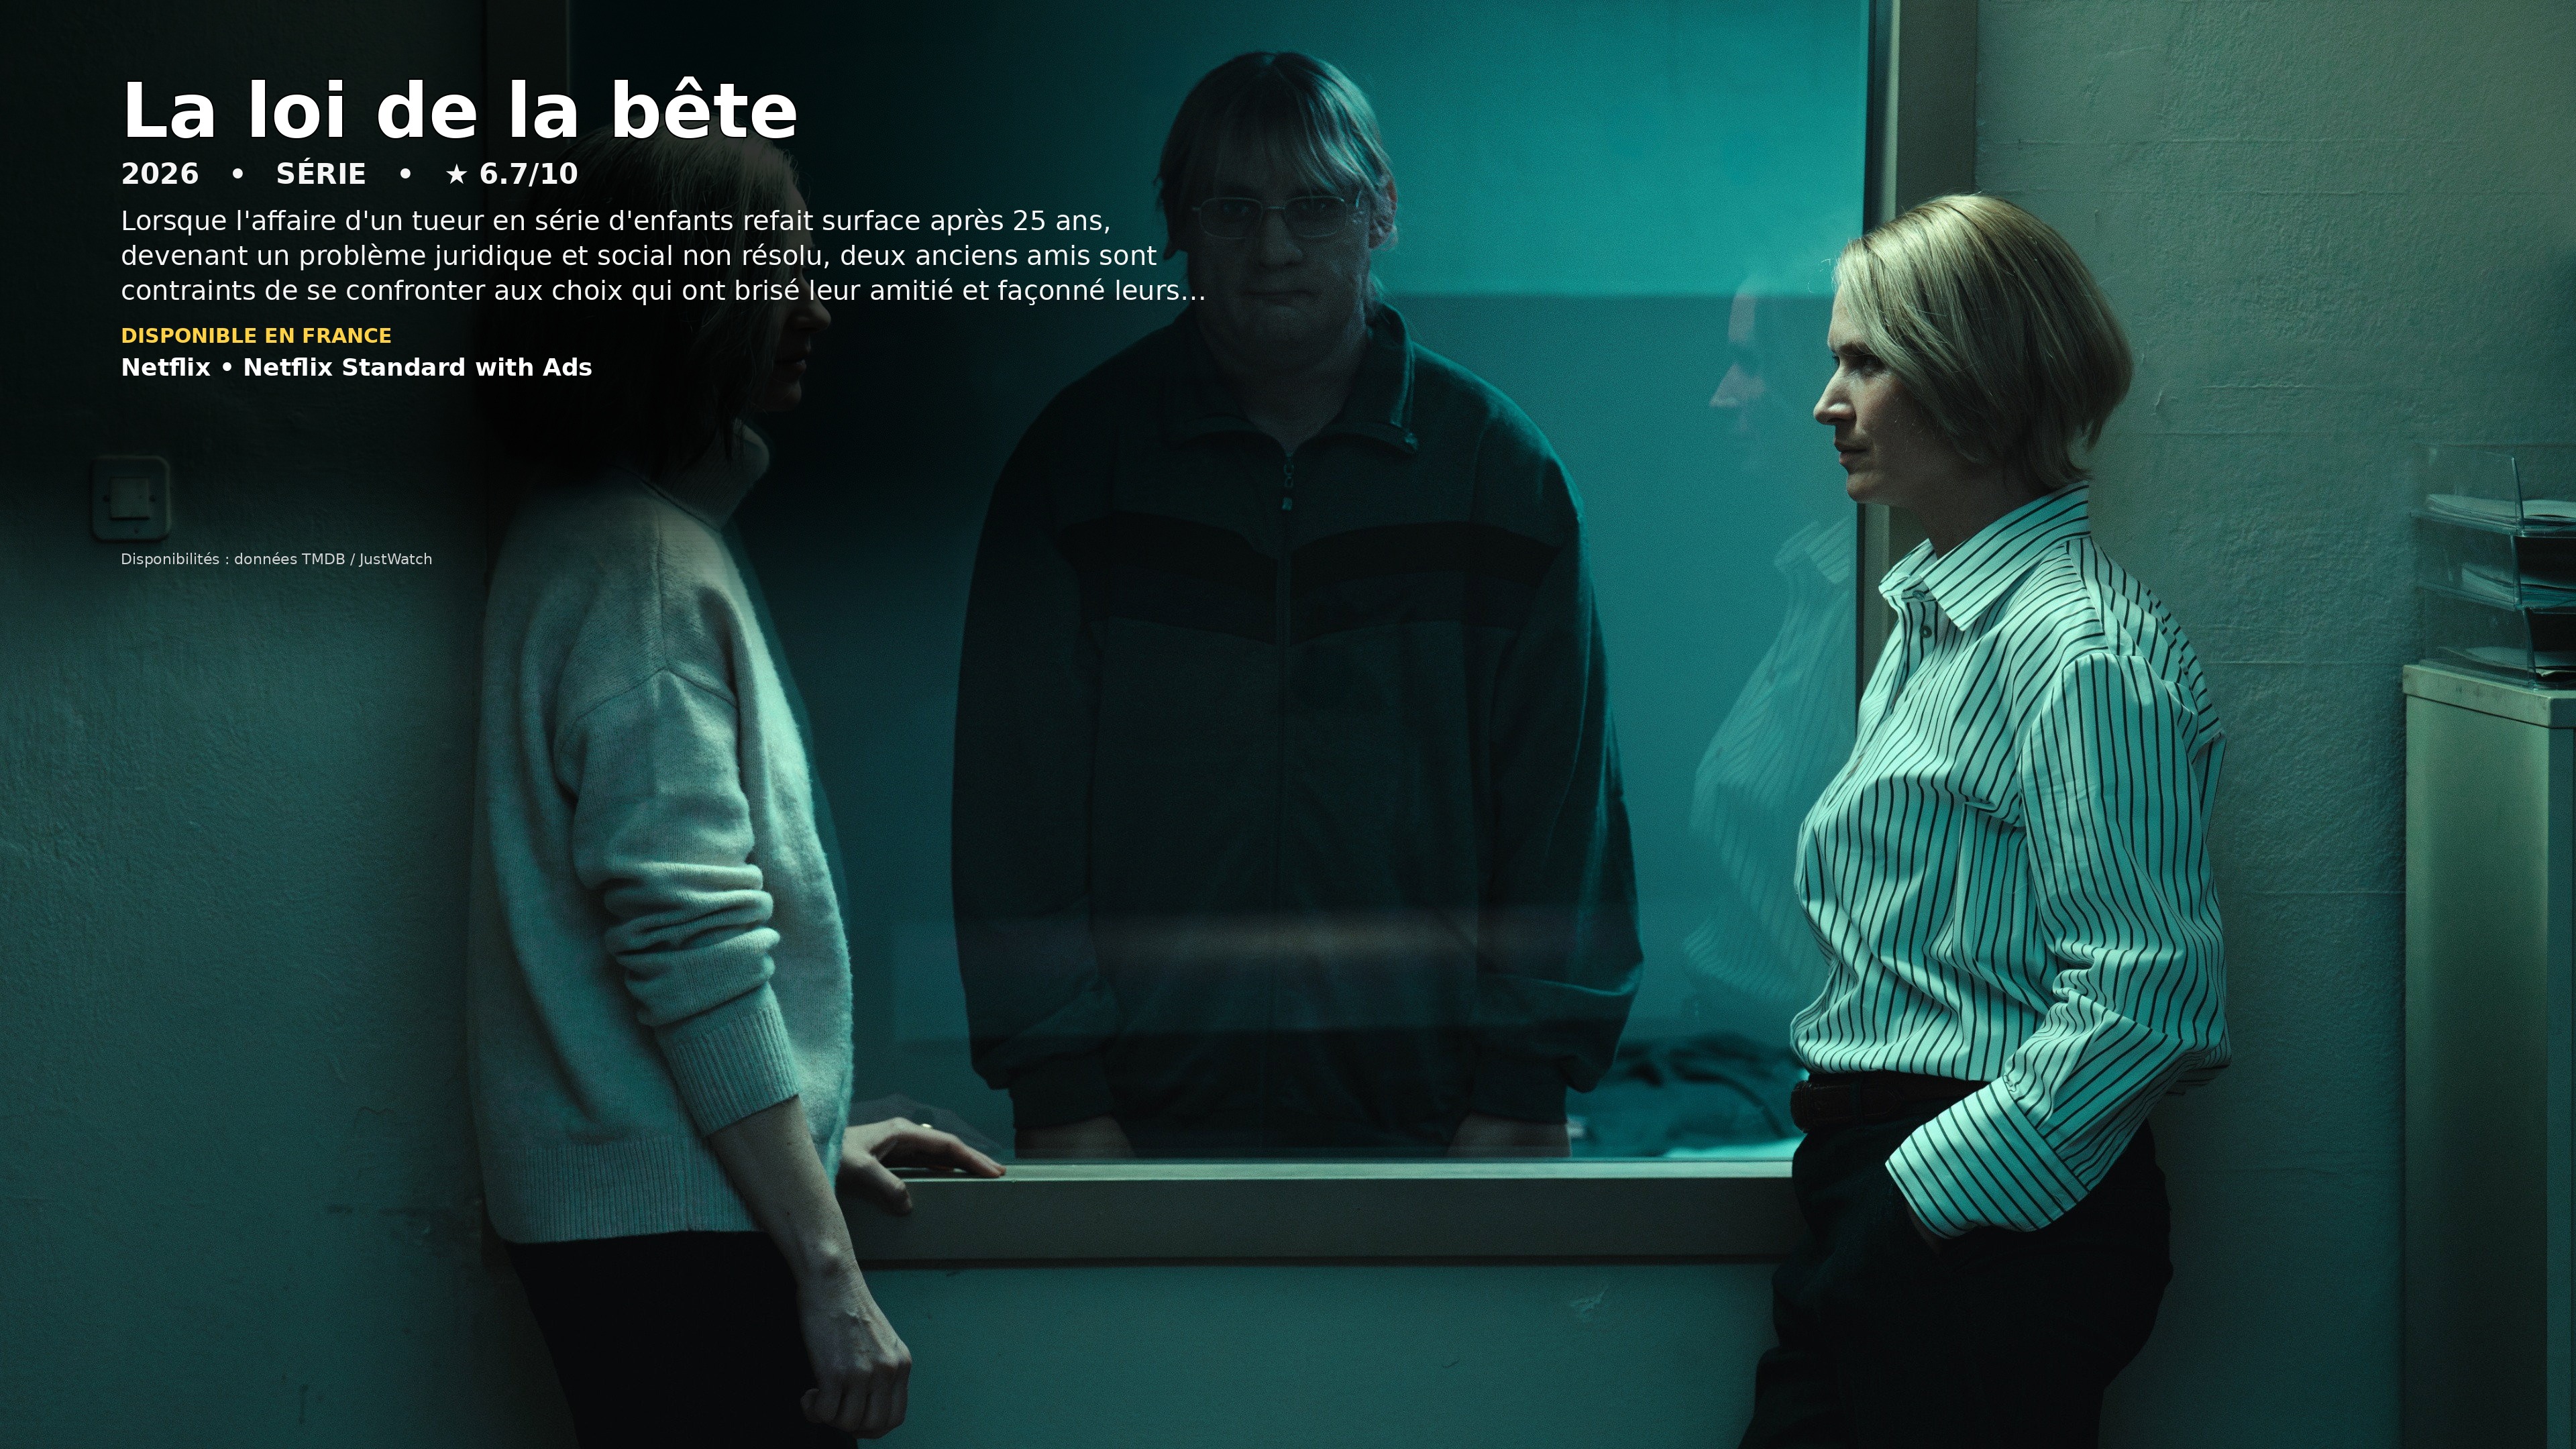 La loi de la bête
2026 • SÉRIE • ★ 6.7/10
Lorsque l'affaire d'un tueur en série d'enfants refait surface après 25 ans,
devenant un problème juridique et social non résolu, deux anciens amis sont
contraints de se confronter aux choix qui ont brisé leur amitié et façonné leurs…
DISPONIBLE EN FRANCE
Netflix • Netflix Standard with Ads
Disponibilités : données TMDB / JustWatch